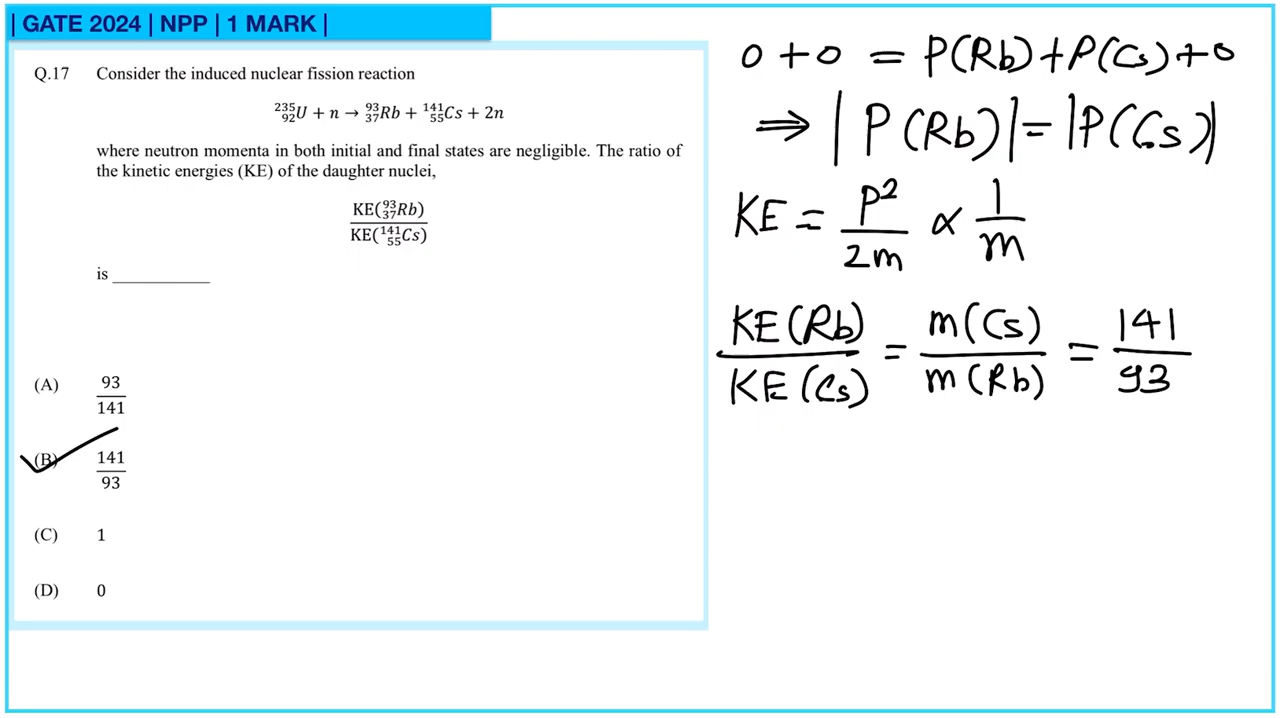 | GATE 2024 | NPP | 1 MARK |
Q.17 Consider the induced nuclear fission reaction
²³⁵₉₂U + n → ⁹³₃₇Rb + ¹⁴¹₅₅Cs + 2n
where neutron momenta in both initial and final states are negligible. The ratio of
the kinetic energies (KE) of the daughter nuclei,
KE(⁹³₃₇Rb)
KE(¹⁴¹₅₅Cs)
is __________
(A) 93/141
(B) 141/93
(C) 1
(D) 0
0 + 0 = P(Rb) + P(Cs) + 0
⇒ |P(Rb)| = |P(Cs)|
KE = P²/2m ∝ 1/m
KE(Rb)/KE(Cs) = m(Cs)/m(Rb) = 141/93